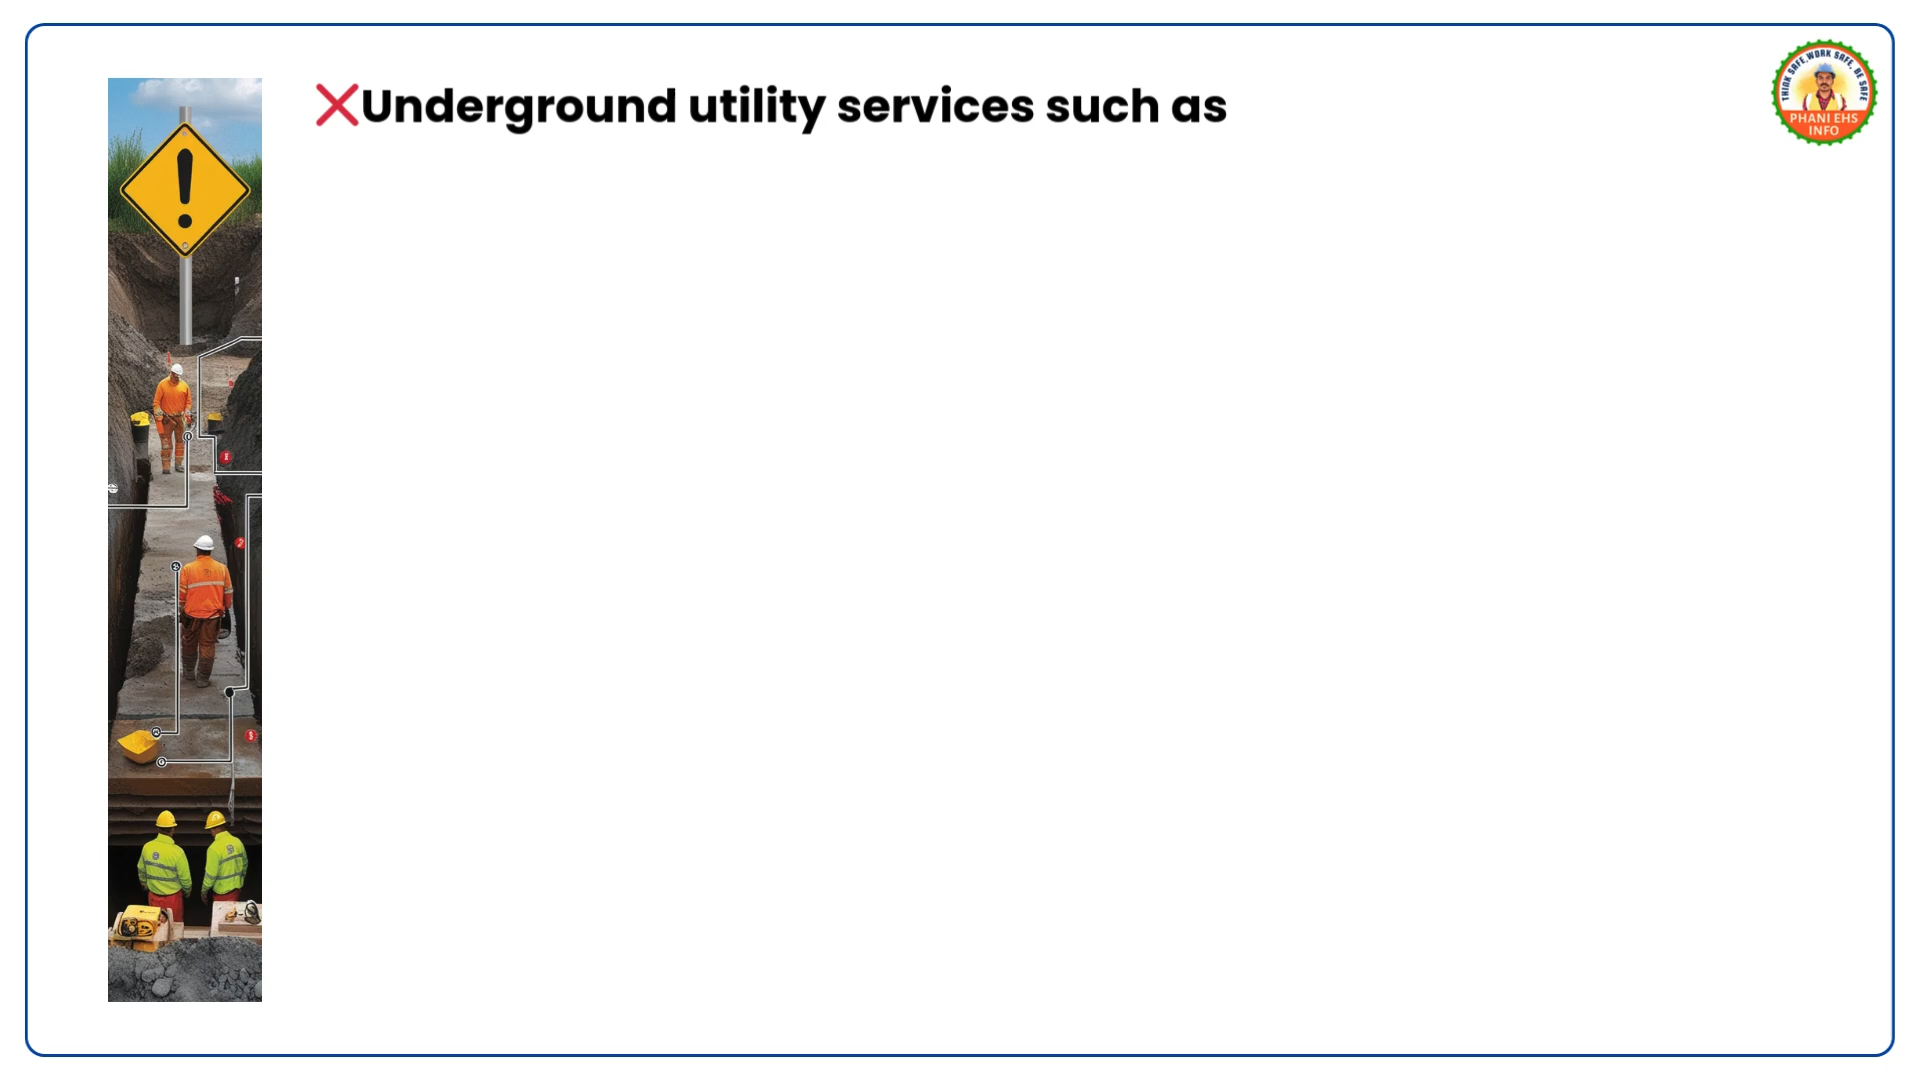 ❌Underground utility services such as
THINK SAFE, WORK SAFE, BE SAFE
PHANI EHS
INFO